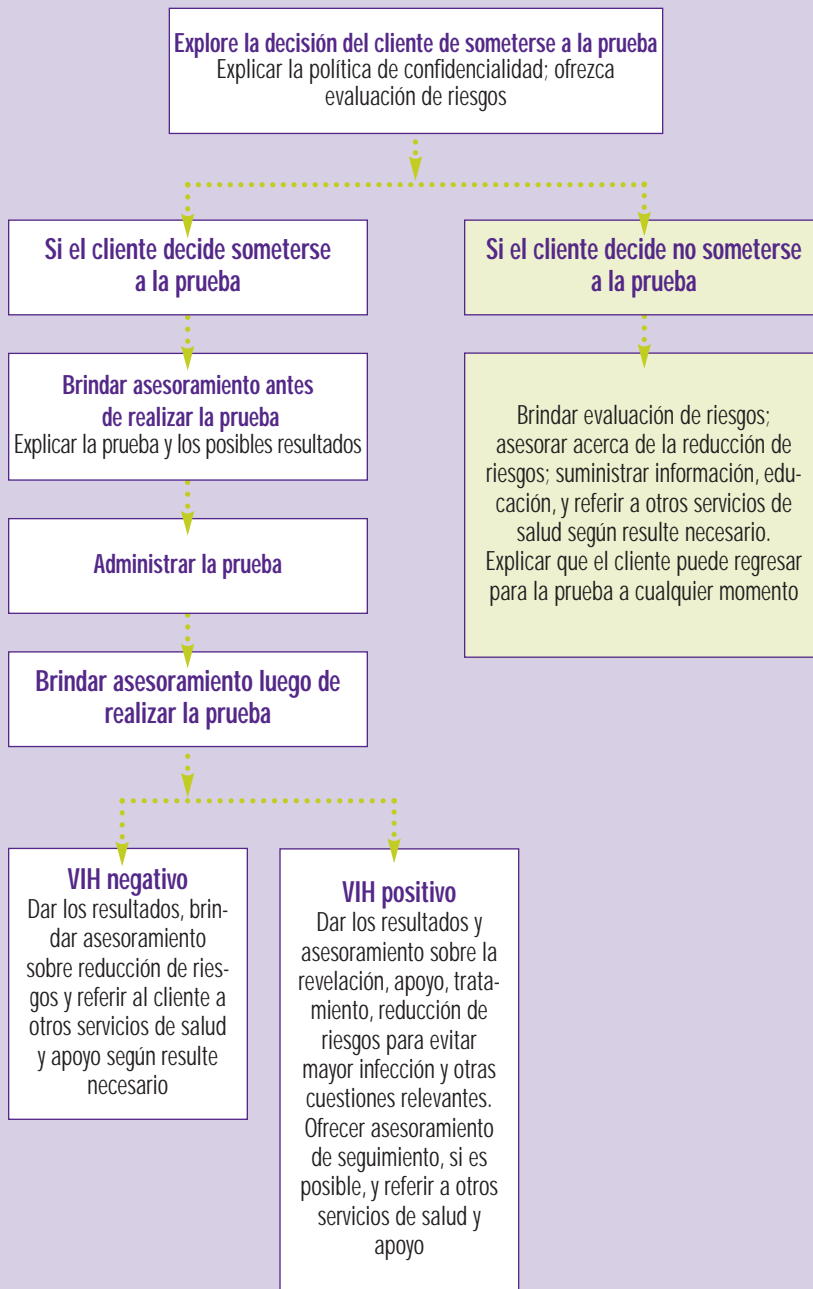 Explore la decisión del cliente de someterse a la prueba
Explicar la política de confidencialidad; ofrezca
evaluación de riesgos
Si el cliente decide someterse
a la prueba
Si el cliente decide no someterse
a la prueba
Brindar asesoramiento antes
de realizar la prueba
Explicar la prueba y los posibles resultados
Brindar evaluación de riesgos;
asesorar acerca de la reducción de
riesgos; suministrar información, edu-
cación, y referir a otros servicios de
salud según resulte necesario.
Explicar que el cliente puede regresar
para la prueba a cualquier momento
Administrar la prueba
Brindar asesoramiento luego de
realizar la prueba
VIH negativo
Dar los resultados, brin-
dar asesoramiento
sobre reducción de ries-
gos y referir al cliente a
otros servicios de salud
y apoyo según resulte
necesario
VIH positivo
Dar los resultados y
asesoramiento sobre la
revelación, apoyo, trata-
miento, reducción de
riesgos para evitar
mayor infección y otras
cuestiones relevantes.
Ofrecer asesoramiento
de seguimiento, si es
posible, y referir a otros
servicios de salud y
apoyo